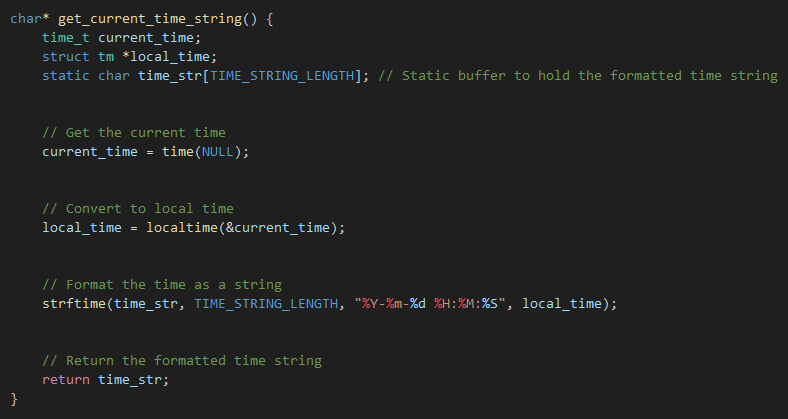 char* get_current_time_string() {
    time_t current_time;
    struct tm *local_time;
    static char time_str[TIME_STRING_LENGTH]; // Static buffer to hold the formatted time string
    // Get the current time
    current_time = time(NULL);
    // Convert to local time
    local_time = localtime(&current_time);
    // Format the time as a string
    strftime(time_str, TIME_STRING_LENGTH, "%Y-%m-%d %H:%M:%S", local_time);
    // Return the formatted time string
    return time_str;
}